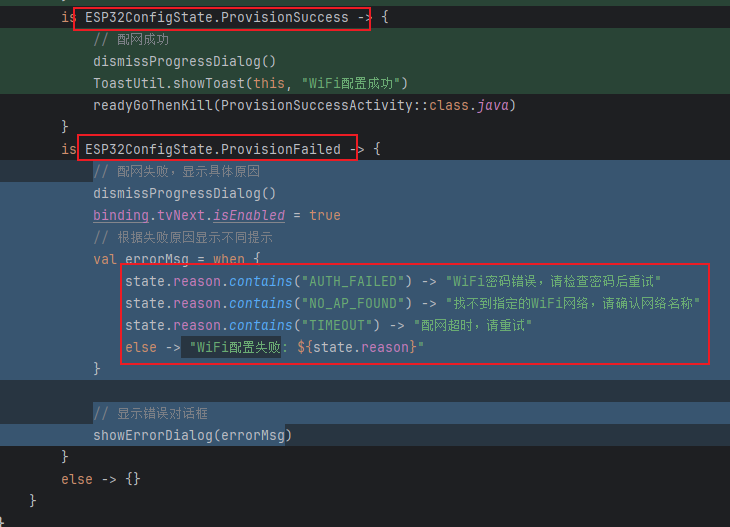 is ESP32ConfigState.ProvisionSuccess -> {
// 配网成功
dismissProgressDialog()
ToastUtil.showToast(this, "WiFi配置成功")
readyGoThenKill(ProvisionSuccessActivity::class.java)
}
is ESP32ConfigState.ProvisionFailed -> {
// 配网失败，显示具体原因
dismissProgressDialog()
binding.tvNext.isEnabled = true
// 根据失败原因显示不同提示
val errorMsg = when {
state.reason.contains("AUTH_FAILED") -> "WiFi密码错误，请检查密码后重试"
state.reason.contains("NO_AP_FOUND") -> "找不到指定的WiFi网络，请确认网络名称"
state.reason.contains("TIMEOUT") -> "配网超时，请重试"
else -> "WiFi配置失败: ${state.reason}"
}
// 显示错误对话框
showErrorDialog(errorMsg)
}
else -> {}
}
}